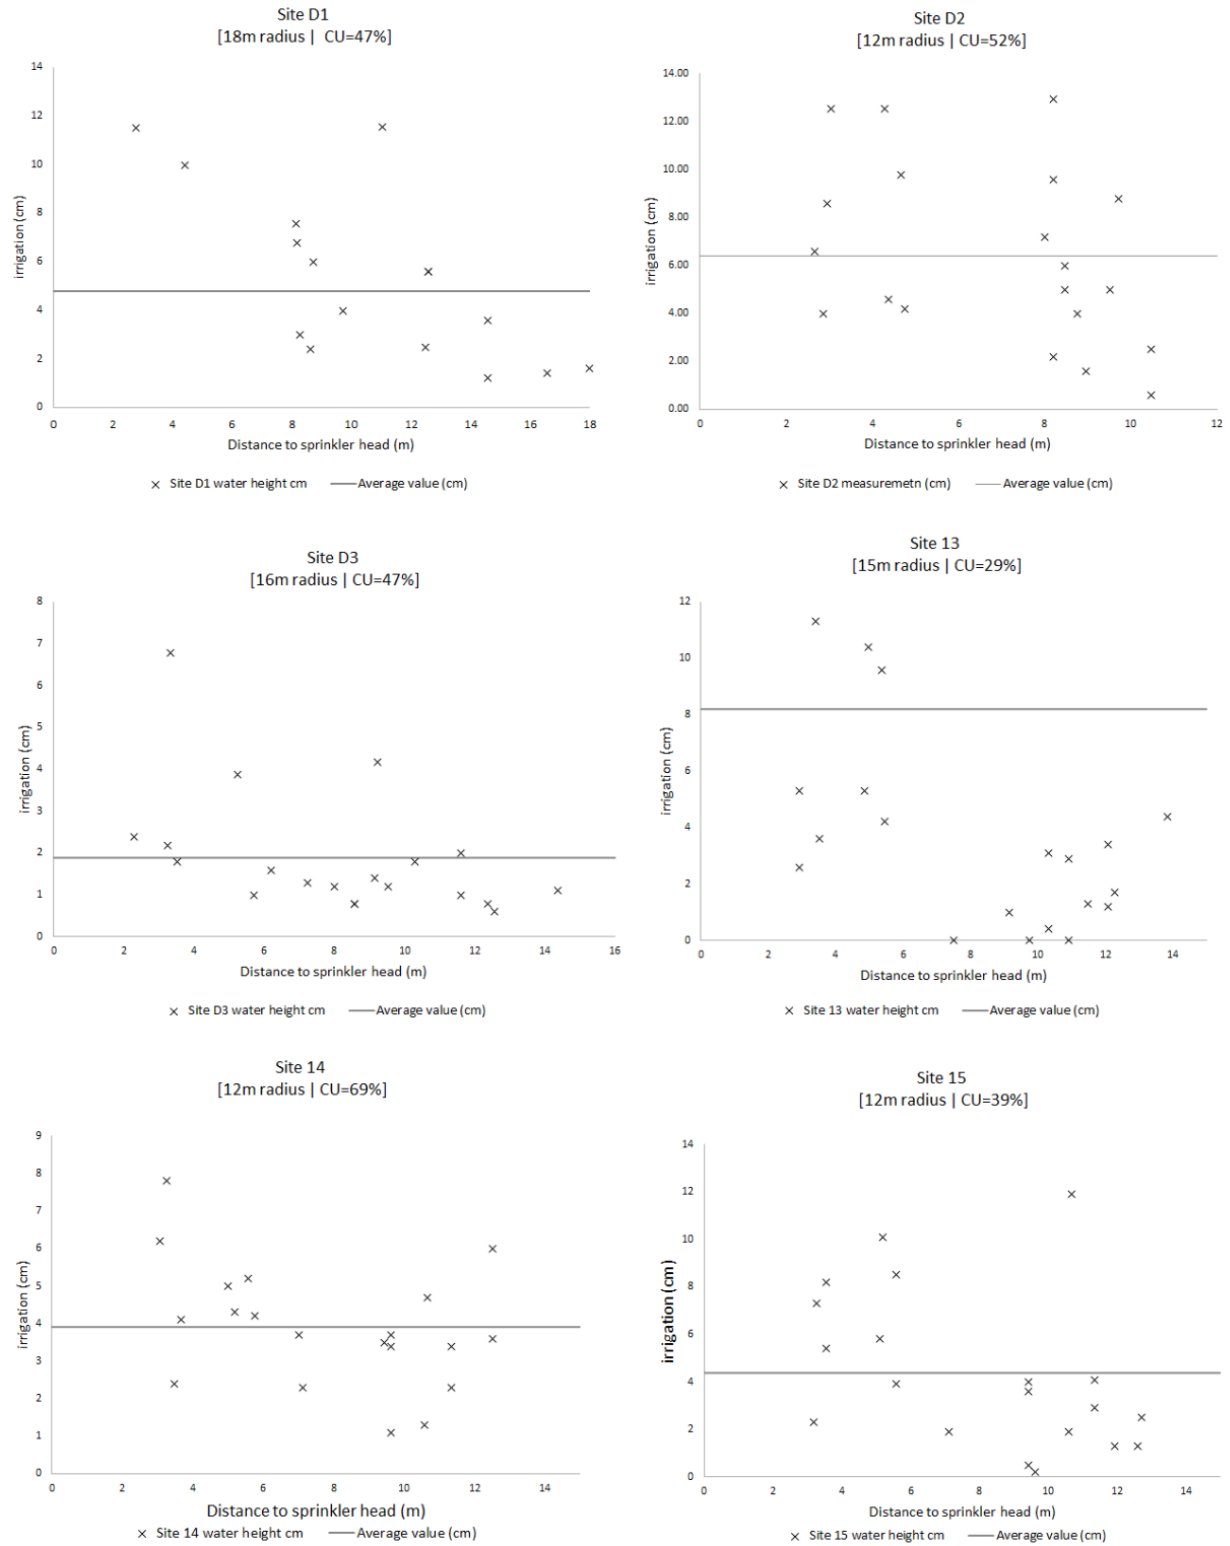 Site D1
[18m radius | CU=47%]
14
12
10
8
6
4
2
0
irrigation (cm)
0 2 4 6 8 10 12 14 16 18
Distance to sprinkler head (m)
× Site D1 water height cm —Average value (cm)
Site D2
[12m radius | CU=52%]
14.00
12.00
10.00
8.00
6.00
4.00
2.00
0.00
irrigation (cm)
0 2 4 6 8 10 12
Distance to sprinkler head (m)
× Site D2 measuremetn (cm) —Average value (cm)
Site D3
[16m radius | CU=47%]
8
7
6
5
4
3
2
1
0
irrigation (cm)
0 2 4 6 8 10 12 14 16
Distance to sprinkler head (m)
× Site D3 water height cm —Average value (cm)
Site 13
[15m radius | CU=29%]
12
10
8
6
4
2
0
irrigation (cm)
0 2 4 6 8 10 12 14
Distance to sprinkler head (m)
× Site 13 water height cm —Average value (cm)
Site 14
[12m radius | CU=69%]
9
8
7
6
5
4
3
2
1
0
irrigation (cm)
0 2 4 6 8 10 12 14
Distance to sprinkler head (m)
× Site 14 water height cm —Average value (cm)
Site 15
[12m radius | CU=39%]
14
12
10
8
6
4
2
0
irrigation (cm)
0 2 4 6 8 10 12 14
Distance to sprinkler head (m)
× Site 15 water height cm —Average value (cm)